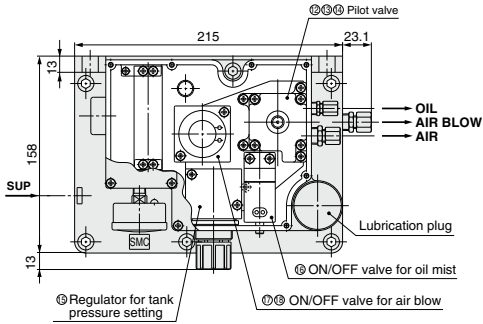 ⑫⑬⑭ Pilot valve
215
23.1
13
OIL
AIR BLOW
AIR
158
SUP
SMC
Lubrication plug
13
⑯ ON/OFF valve for oil mist
⑮ Regulator for tank
pressure setting
⑰⑱ ON/OFF valve for air blow